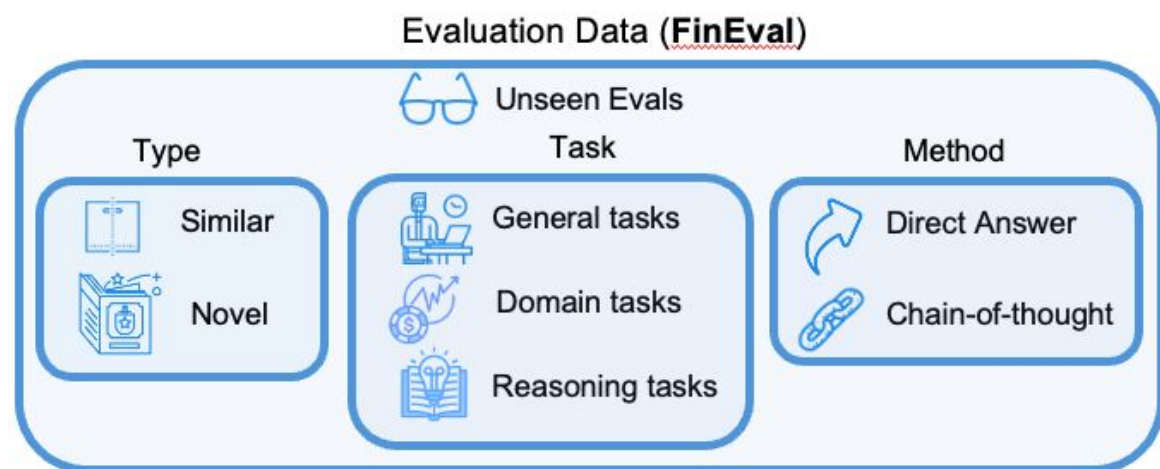 Evaluation Data (FinEval)
Unseen Evals
Type
Similar
Novel
Task
General tasks
$
Domain tasks
Reasoning tasks
Method
Direct Answer
Chain-of-thought